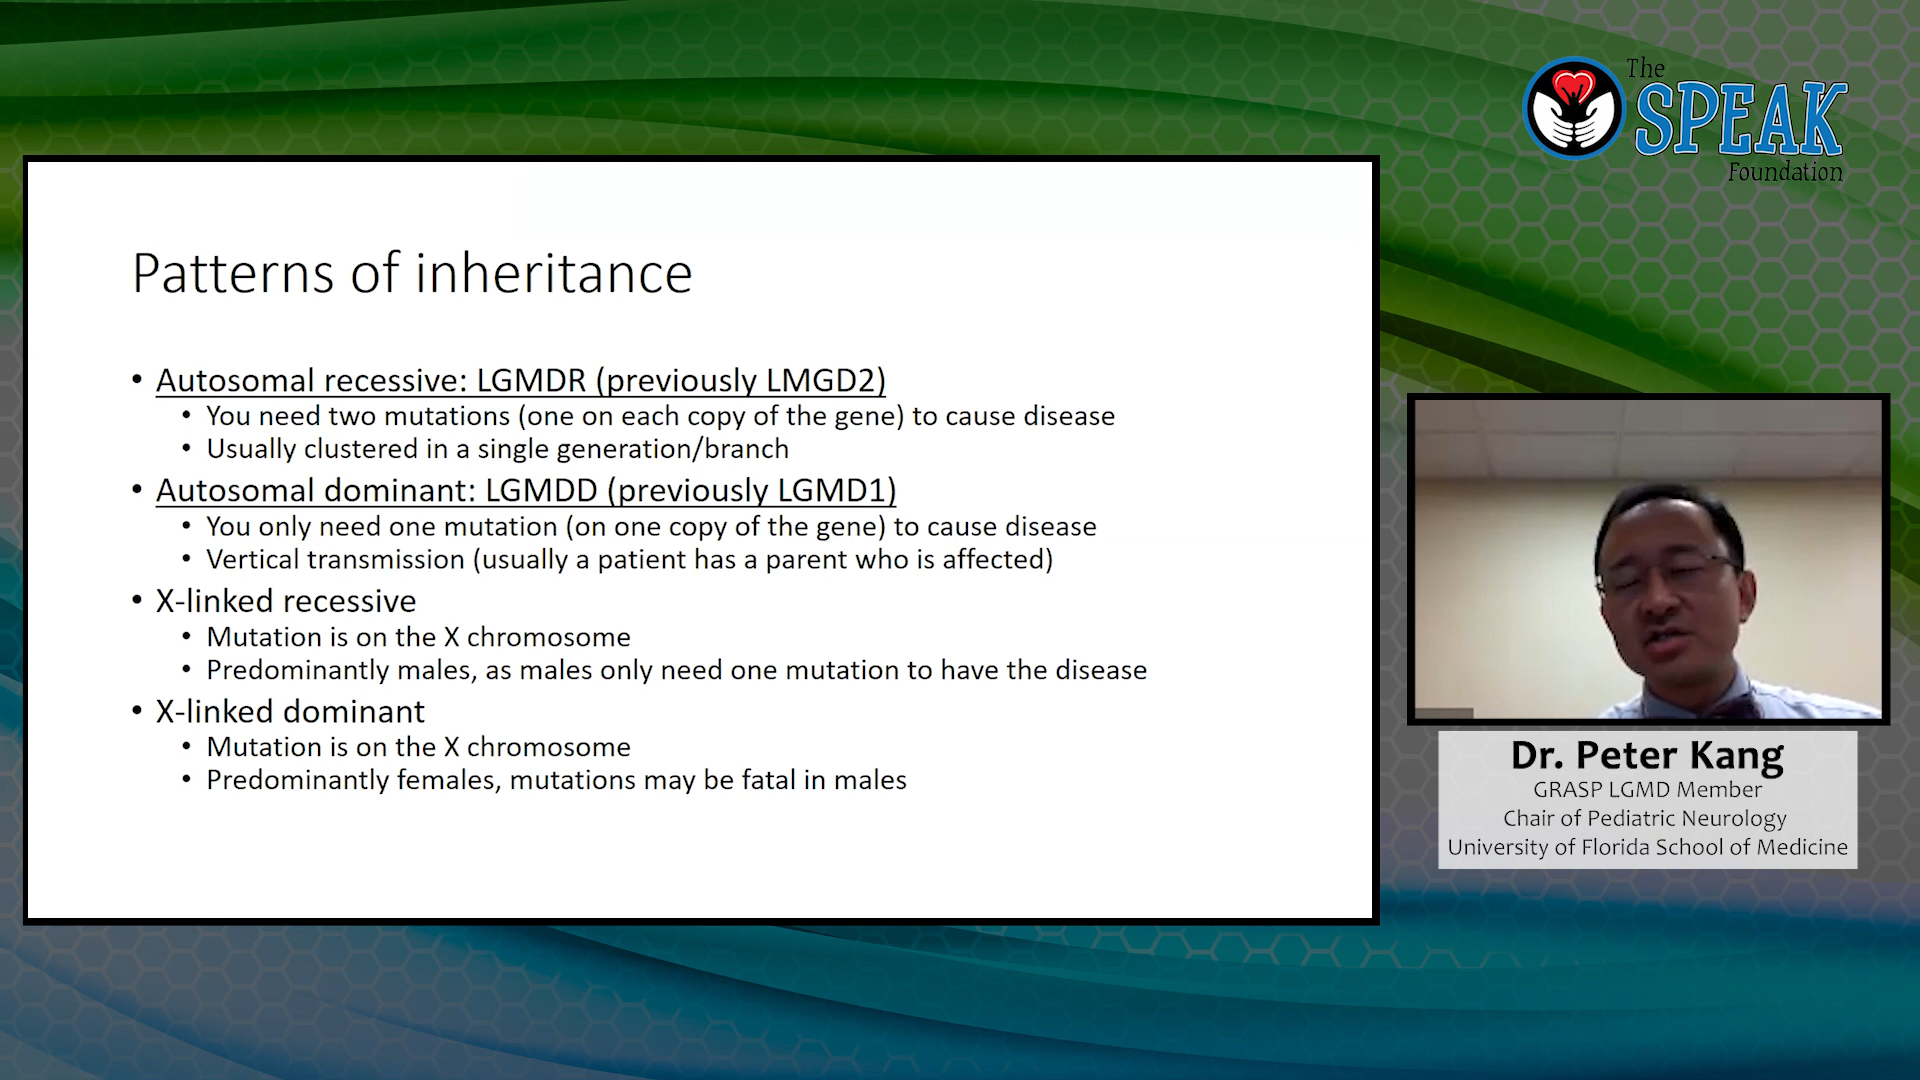 The
SPEAK
Foundation
Patterns of inheritance
• Autosomal recessive: LGMDR (previously LMGD2)
• You need two mutations (one on each copy of the gene) to cause disease
• Usually clustered in a single generation/branch
• Autosomal dominant: LGMDD (previously LGMD1)
• You only need one mutation (on one copy of the gene) to cause disease
• Vertical transmission (usually a patient has a parent who is affected)
• X-linked recessive
• Mutation is on the X chromosome
• Predominantly males, as males only need one mutation to have the disease
• X-linked dominant
• Mutation is on the X chromosome
• Predominantly females, mutations may be fatal in males
Dr. Peter Kang
GRASP LGMD Member
Chair of Pediatric Neurology
University of Florida School of Medicine